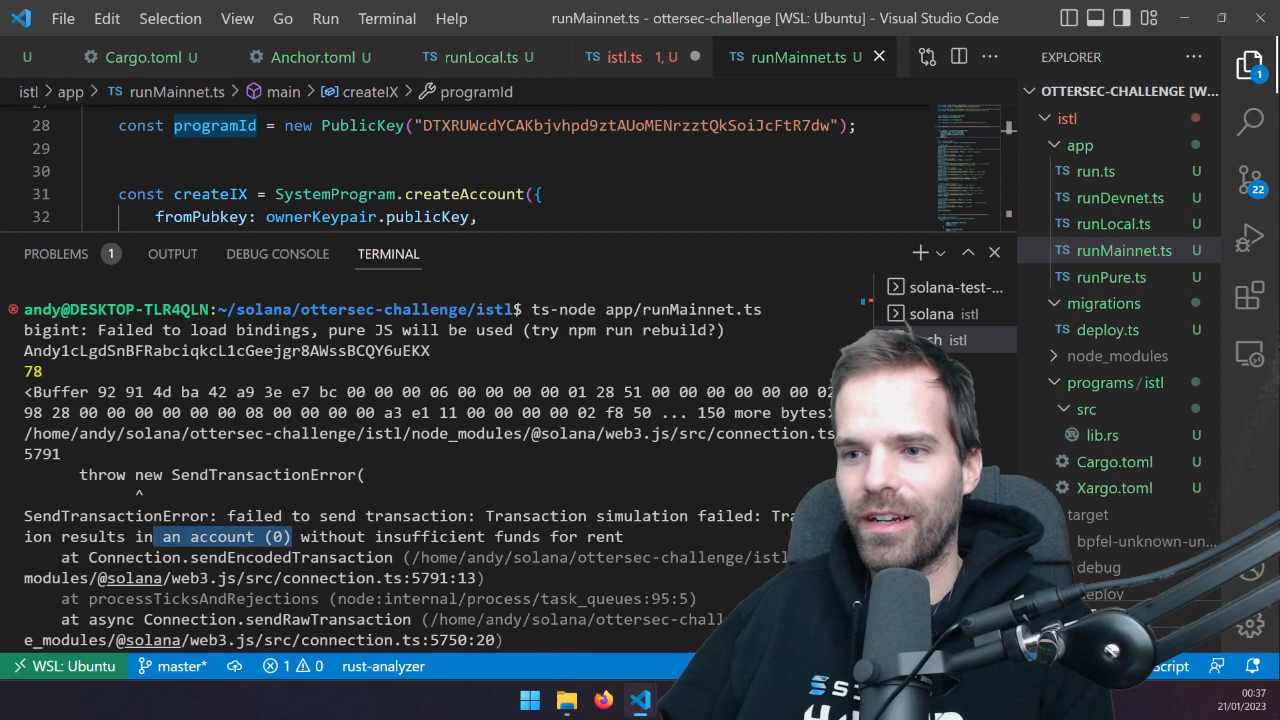 File Edit Selection View Go Run Terminal Help runMainnet.ts - ottersec-challenge [WSL: Ubuntu] - Visual Studio Code
U Cargo.toml U Anchor.toml U TS runLocal.ts U TS istl.ts 1, U TS runMainnet.ts U
EXPLORER
istl > app > TS runMainnet.ts > main > createIX > programId
28 const programId = new PublicKey("DTXRUWcdYCAKbjvhpd9ztAUoMENrzztQkSoiJcFtR7dw");
29
30
31 const createIX systemProgram.createAccount({
32 fromPubke ownerKeypair.publicKey,
PROBLEMS 1 OUTPUT DEBUG CONSOLE TERMINAL
andy@DESKTOP-TLR4QLN:~/solana/ottersec-challenge/istl$ ts-node app/runMainnet.ts
bigint: Failed to load bindings, pure JS will be used (try npm run rebuild?)
Andy1cLgdSnBFRabciqkcL1cGeejgr8AWssBCQY6uEKX
78
<Buffer 92 91 4d ba 42 a9 3e e7 bc 00 00 00 06 00 00 00 00 01 28 51 00 00 00 00 00 00 02
98 28 00 00 00 00 00 00 08 00 00 00 00 a3 e1 11 00 00 00 00 02 f8 50 ... 150 more bytes>
/home/andy/solana/ottersec-challenge/istl/node_modules/@solana/web3.js/src/connection.ts
5791
throw new SendTransactionError(
^
SendTransactionError: failed to send transaction: Transaction simulation failed: Tra
ion results in an account (0) without insufficient funds for rent
at Connection.sendEncodedTransaction (/home/andy/solana/ottersec-challenge/istl
modules/@solana/web3.js/src/connection.ts:5791:13)
at processTicksAndRejections (node:internal/process/task_queues:95:5)
at async Connection.sendRawTransaction (/home/andy/solana/ottersec-chall
e_modules/@solana/web3.js/src/connection.ts:5750:20)
solana-test-...
solana istl
sh istl
OTTERSEC-CHALLENGE [W...
istl
app
TS run.ts U
TS runDevnet.ts U
TS runLocal.ts U
TS runMainnet.ts U
TS runPure.ts U
migrations
TS deploy.ts U
node_modules
programs / istl
src
lib.rs U
Cargo.toml U
Xargo.toml U
target
bpfel-unknown-un...
debug
deploy
1
22
WSL: Ubuntu master* 1 0 rust-analyzer Script
00:37
21/01/2023